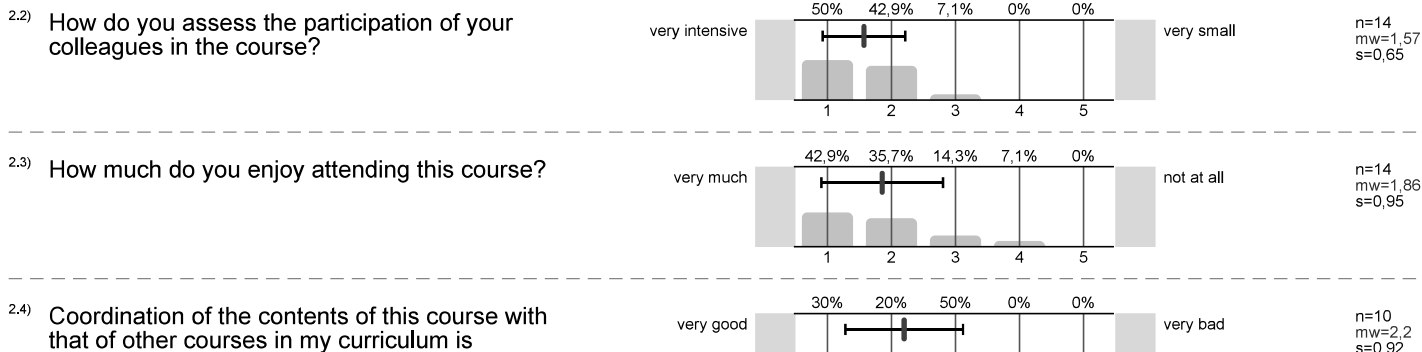 2.2) How do you assess the participation of your
colleagues in the course?
very intensive
50% 42,9% 7,1% 0% 0%
1 2 3 4 5
very small
n=14
mw=1,57
s=0,65
2.3) How much do you enjoy attending this course?
very much
42,9% 35,7% 14,3% 7,1% 0%
1 2 3 4 5
not at all
n=14
mw=1,86
s=0,95
2.4) Coordination of the contents of this course with
that of other courses in my curriculum is
very good
30% 20% 50% 0% 0%
very bad
n=10
mw=2,2
s=0,92